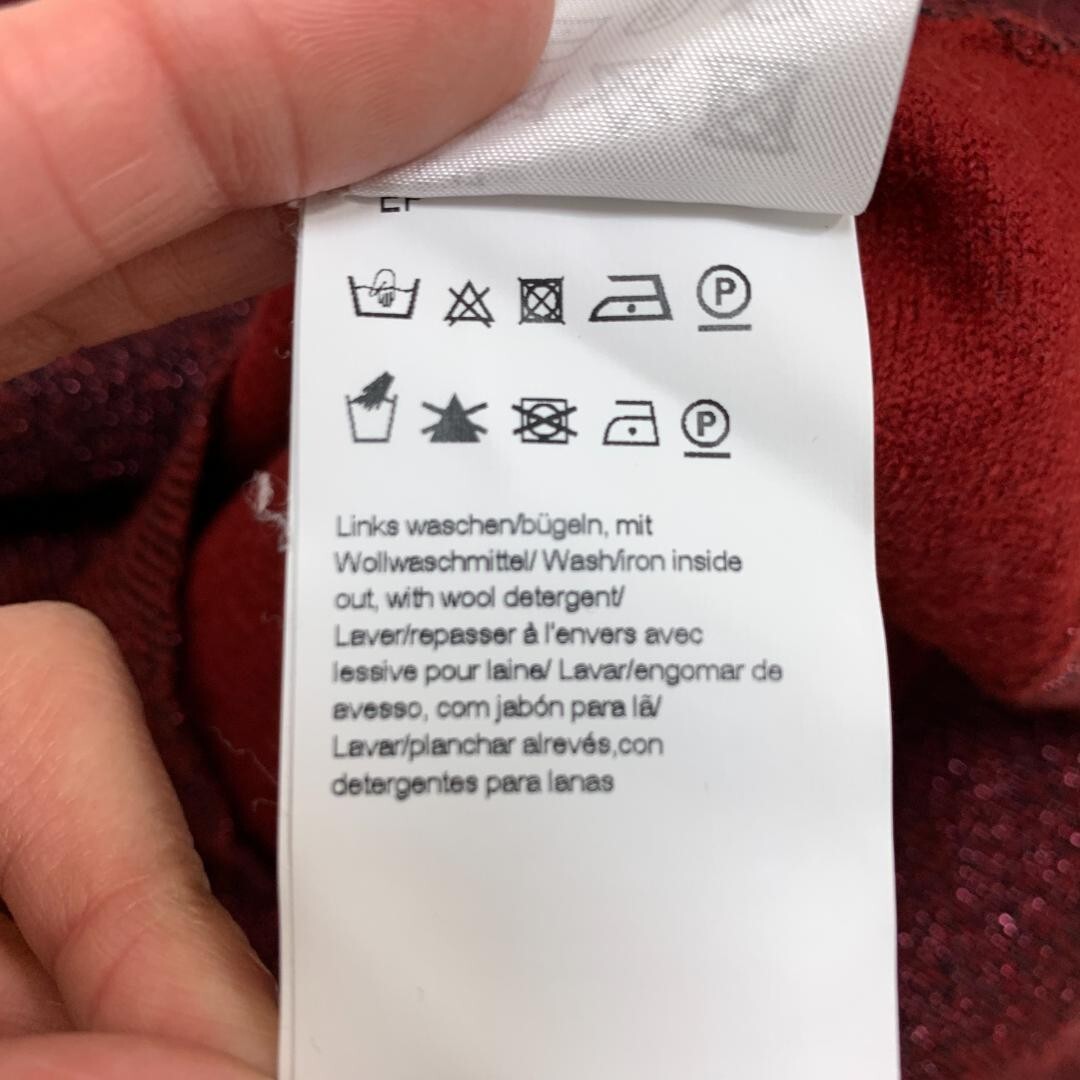 P
P
Links waschen/bügeln, mit
Wollwaschmittel/ Wash/iron inside
out, with wool detergent/
Laver/repasser à l'envers avec
lessive pour laine/ Lavar/engomar de
avesso, com jabón para lã/
Lavar/planchar alrevés,con
detergentes para lanas